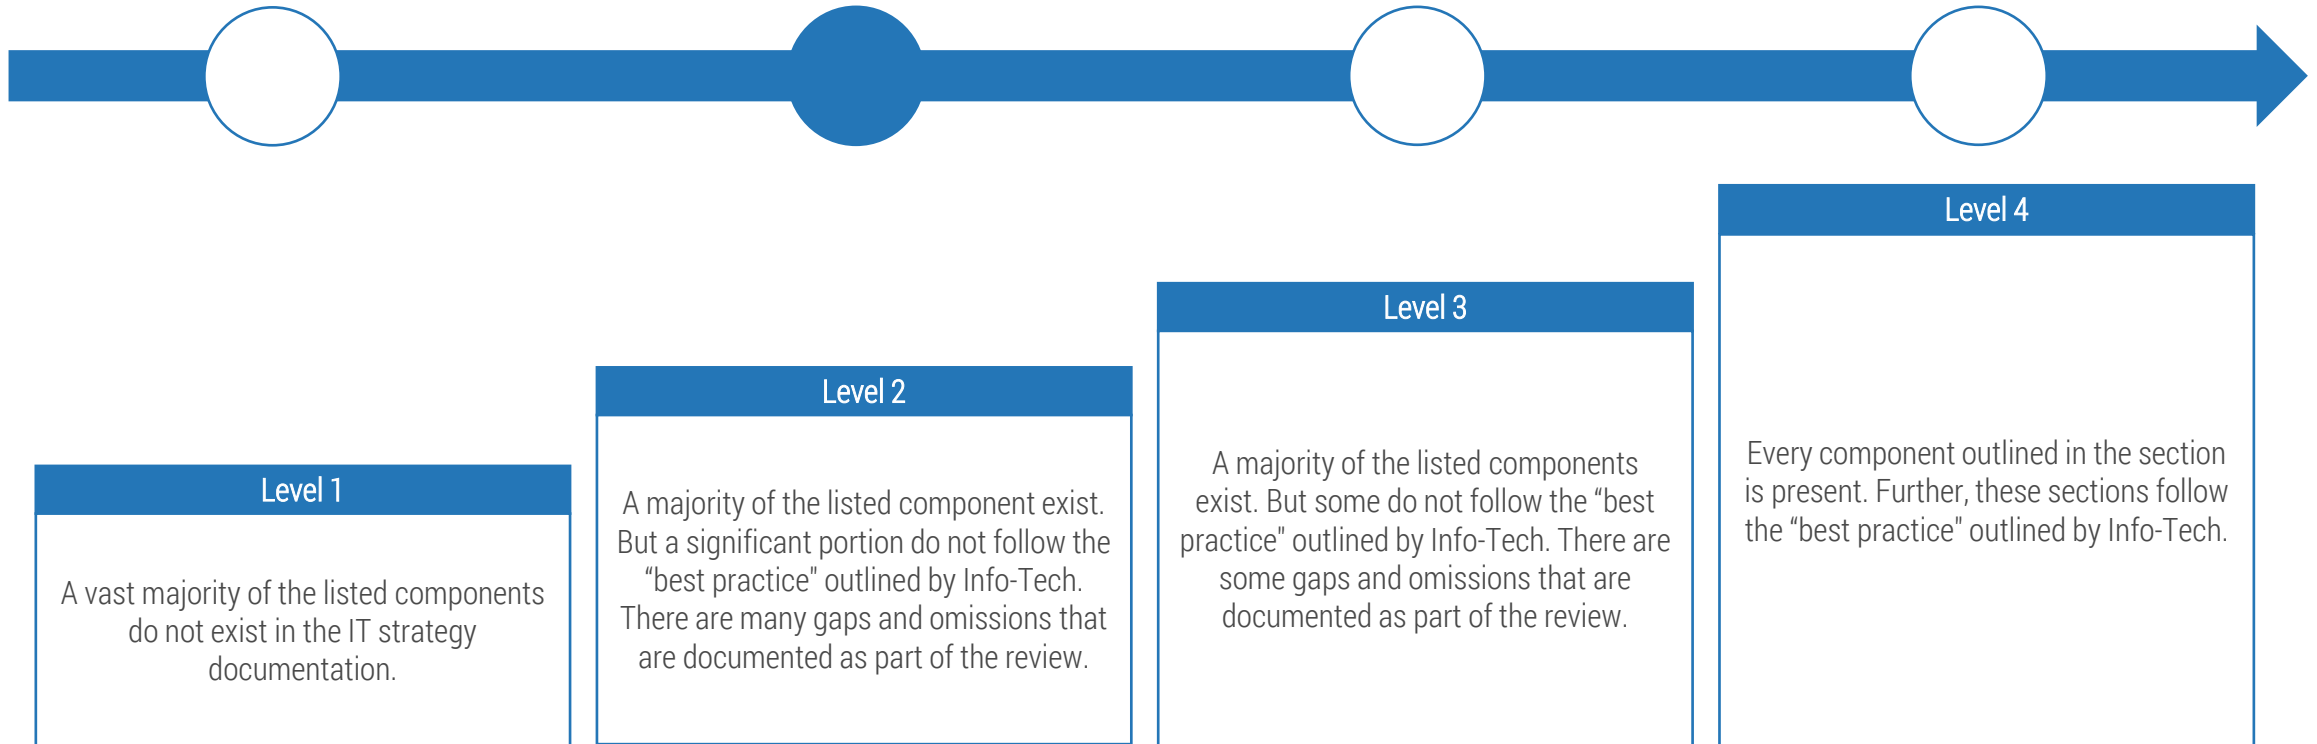 Level 1
A vast majority of the listed components
do not exist in the IT strategy
documentation.
Level 2
A majority of the listed component exist.
But a significant portion do not follow the
“best practice" outlined by Info-Tech.
There are many gaps and omissions that
are documented as part of the review.
Level 3
A majority of the listed components
exist. But some do not follow the “best
practice" outlined by Info-Tech. There are
some gaps and omissions that are
documented as part of the review.
Level 4
Every component outlined in the section
is present. Further, these sections follow
the “best practice" outlined by Info-Tech.